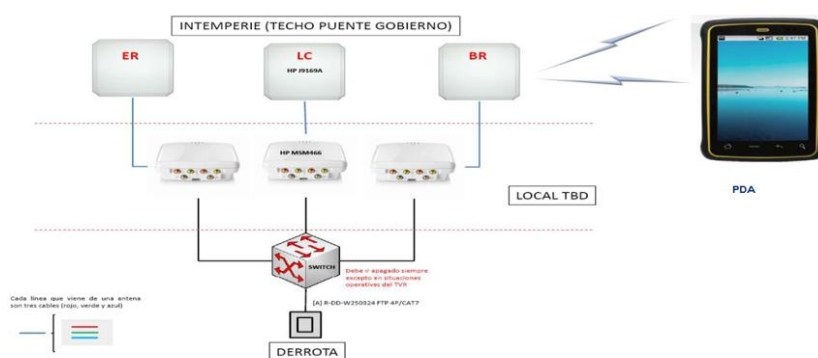 INTEMPERIE (TECHO PUENTE GOBIERNO)
ER
LC
HP J9169A
BR
HP MSM466
LOCAL TBD
PDA
SWITCH
Debe ir apagado siempre
excepto en situaciones
operativas del TVR
[A] R-DD-W250324 FTP 4P/CAT7
Cada línea que viene de una antena
son tres cables (rojo, verde y azul)
DERROTA